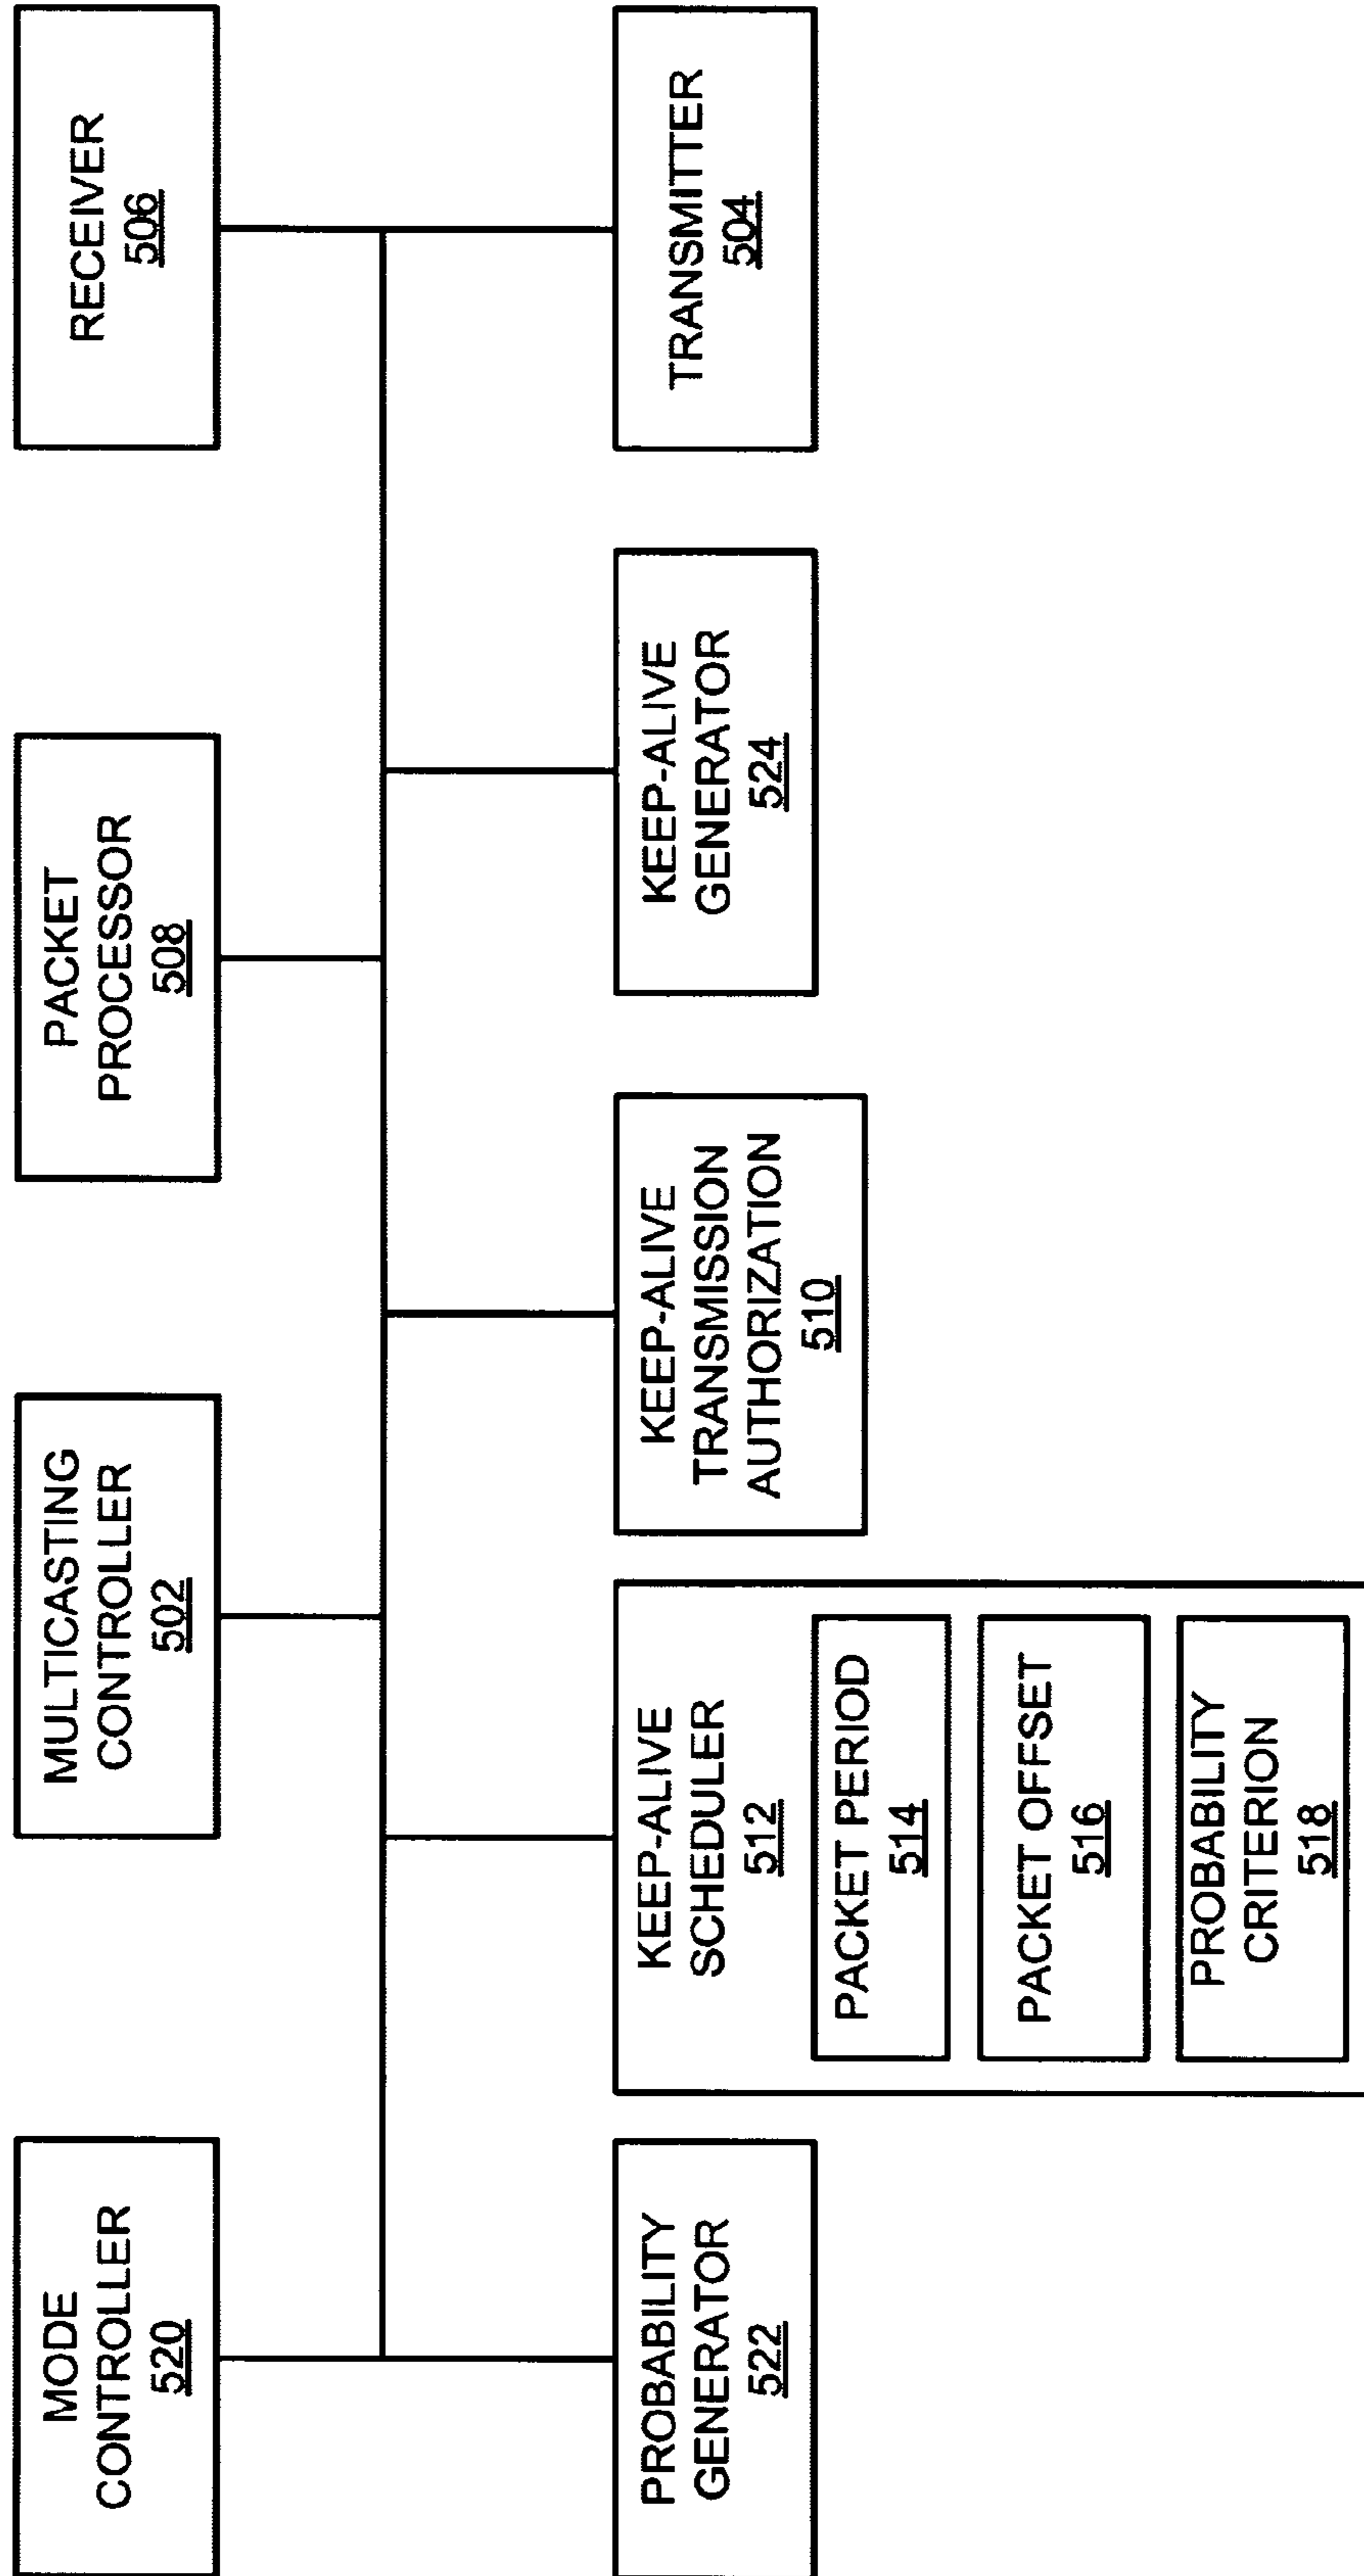 MODE
CONTROLLER
520
MULTICASTING
CONTROLLER
502
PACKET
PROCESSOR
508
RECEIVER
506
PROBABILITY
GENERATOR
522
KEEP-ALIVE
SCHEDULER
512
PACKET PERIOD
514
PACKET OFFSET
516
PROBABILITY
CRITERION
518
KEEP-ALIVE
TRANSMISSION
AUTHORIZATION
510
KEEP-ALIVE
GENERATOR
524
TRANSMITTER
504